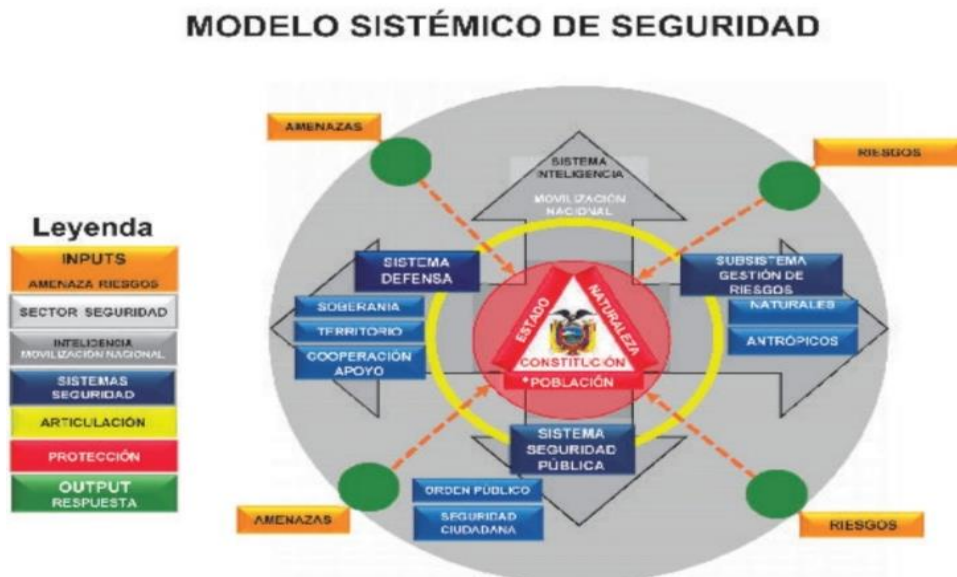 MODELO SISTÉMICO DE SEGURIDAD
AMENAZAS
RIESGOS
SISTEMA
INTELIGENCIA
MOVILIZACIÓN
NACIONAL
Leyenda
INPUTS
AMENAZA RIESGOS
SECTOR SEGURIDAD
INTELIGENCIA
MOVILIZACIÓN NACIONAL
SISTEMAS
SEGURIDAD
ARTICULACIÓN
PROTECCIÓN
OUTPUT
RESPUESTA
SISTEMA
DEFENSA
SOBERANIA
TERRITORIO
COOPERACIÓN
APOYO
SUBSISTEMA
GESTIÓN DE
RIESGOS
NATURALES
ANTRÓPICOS
ESTADO
NATURALEZA
CONSTITUCIÓN
*POBLACIÓN
SISTEMA
SEGURIDAD
PÚBLICA
ORDEN PÚBLICO
SEGURIDAD
CIUDADANA
AMENAZAS
RIESGOS